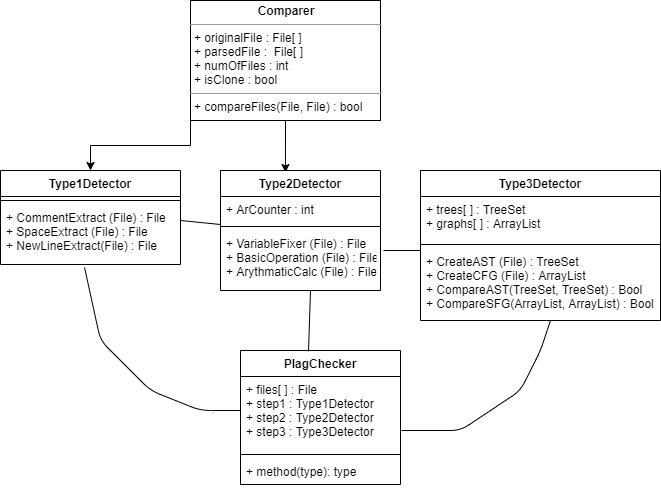 Comparer
+ originalFile : File[ ]
+ parsedFile :  File[ ]
+ numOfFiles : int
+ isClone : bool
+ compareFiles(File, File) : bool
Type1Detector
+ CommentExtract (File) : File
+ SpaceExtract (File) : File
+ NewLineExtract(File) : File
Type2Detector
+ ArCounter : int
+ VariableFixer (File) : File
+ BasicOperation (File) : File
+ ArythmaticCalc (File) : File
Type3Detector
+ trees[ ] : TreeSet
+ graphs[ ] : ArrayList
+ CreateAST (File) : TreeSet
+ CreateCFG (File) : ArrayList
+ CompareAST(TreeSet, TreeSet) : Bool
+ CompareSFG(ArrayList, ArrayList) : Bool
PlagChecker
+ files[ ] : File
+ step1 : Type1Detector
+ step2 : Type2Detector
+ step3 : Type3Detector
+ method(type): type